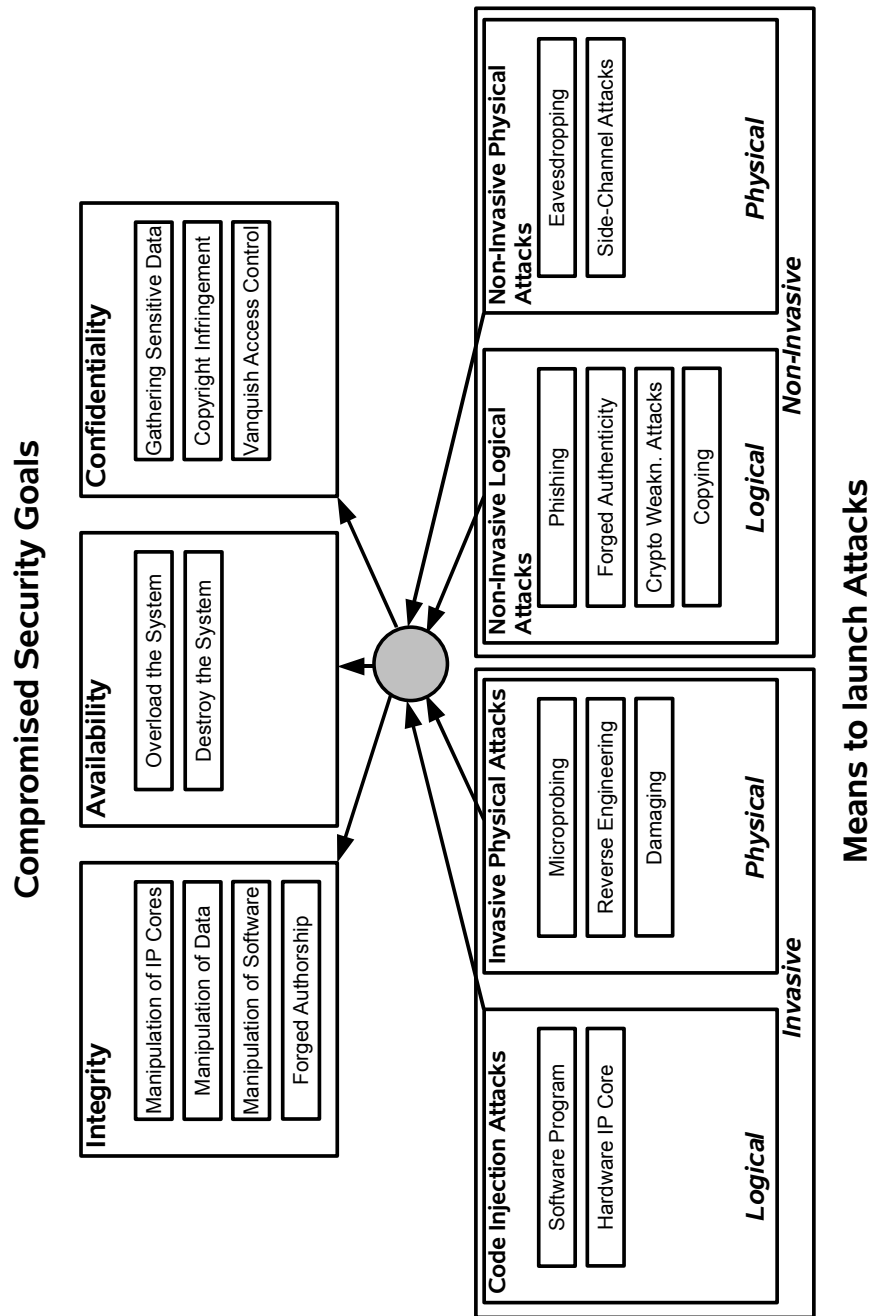 Compromised Security Goals
Integrity
Manipulation of IP Cores
Manipulation of Data
Manipulation of Software
Forged Authorship
Availability
Overload the System
Destroy the System
Confidentiality
Gathering Sensitive Data
Copyright Infringement
Vanquish Access Control
Code Injection Attacks
Software Program
Hardware IP Core
Logical
Invasive Physical Attacks
Microprobing
Reverse Engineering
Damaging
Physical
Invasive
Non-Invasive Logical
Attacks
Phishing
Forged Authenticity
Crypto Weakn. Attacks
Copying
Logical
Non-Invasive Physical
Attacks
Eavesdropping
Side-Channel Attacks
Physical
Non-Invasive
Means to launch Attacks